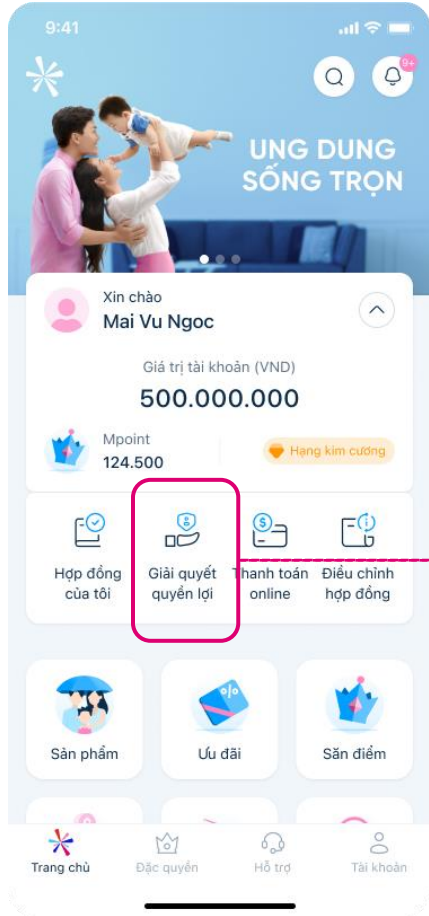 9:41
9+
UNG DUNG
SỐNG TRỌN
Xin chào
Mai Vu Ngoc
Giá trị tài khoản (VND)
500.000.000
Mpoint
124.500
Hạng kim cương
Hợp đồng
của tôi
Giải quyết
quyền lợi
Thanh toán
online
Điều chỉnh
hợp đồng
Sản phẩm
Ưu đãi
Săn điểm
Trang chủ
Đặc quyền
Hỗ trợ
Tài khoản